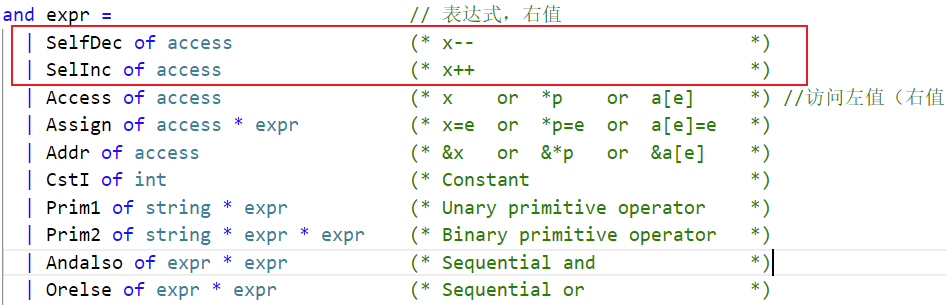 and expr = // 表达式，右值
| SelfDec of access (* x-- *)
| SelInc of access (* x++ *)
| Access of access (* x or *p or a[e] *) //访问左值（右值
| Assign of access * expr (* x=e or *p=e or a[e]=e *)
| Addr of access (* &x or &*p or &a[e] *)
| CstI of int (* Constant *)
| Prim1 of string * expr (* Unary primitive operator *)
| Prim2 of string * expr * expr (* Binary primitive operator *)
| Andalso of expr * expr (* Sequential and *)
| Orelse of expr * expr (* Sequential or *)